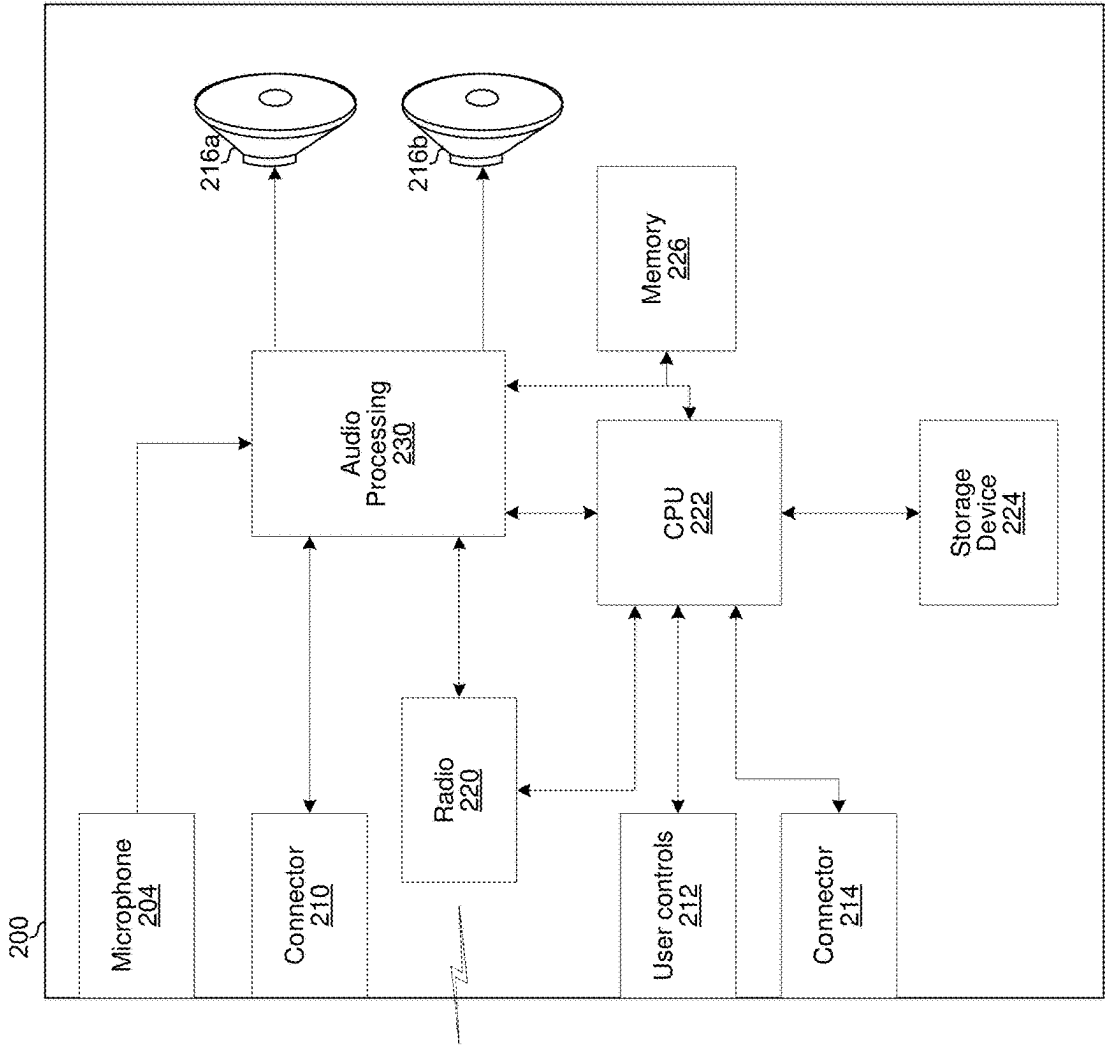 200
Microphone
204
Connector
210
Radio
220
User controls
212
Connector
214
Audio
Processing
230
CPU
222
Storage
Device
224
Memory
226
216a
216b